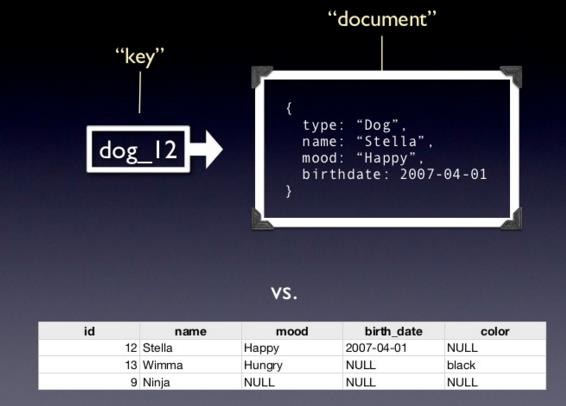 “document”
“key”
dog_12
{
type: “Dog”,
name: “Stella”,
mood: “Happy”,
birthdate: 2007-04-01
}
vs.
id name mood birth_date color
12 Stella Happy 2007-04-01 NULL
13 Wimma Hungry NULL black
9 Ninja NULL NULL NULL